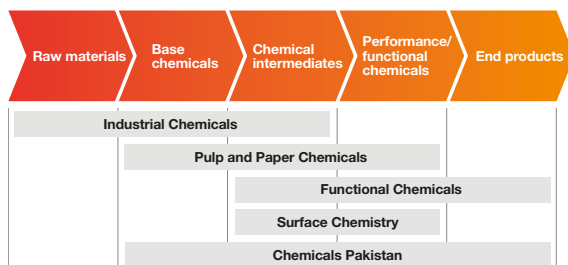 Raw materials
Base
chemicals
Chemical
intermediates
Performance/
functional
chemicals
End products
Industrial Chemicals
Pulp and Paper Chemicals
Functional Chemicals
Surface Chemistry
Chemicals Pakistan